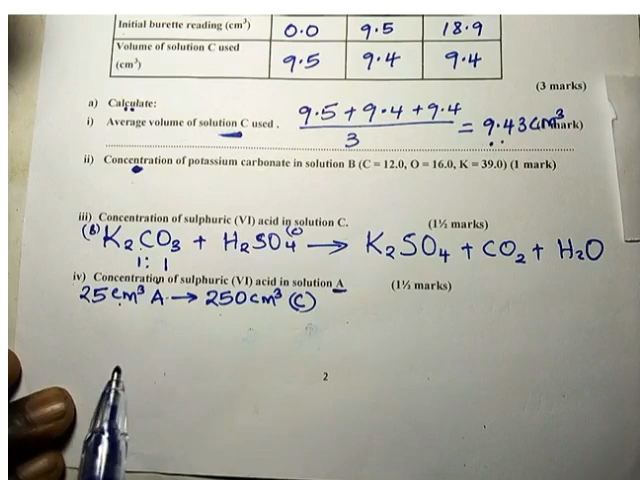 Initial burette reading (cm³) 0.0 9.5 18.9
Volume of solution C used 9.5 9.4 9.4
(cm³)
(3 marks)
a) Calculate:
i) Average volume of solution C used . 9.5+9.4+9.4 / 3 = 9.43cm³
ii) Concentration of potassium carbonate in solution B (C = 12.0, O = 16.0, K = 39.0) (1 mark)
iii) Concentration of sulphuric (VI) acid in solution C. (1½ marks)
(B) K₂CO₃ + H₂SO₄ (C) → K₂SO₄ + CO₂ + H₂O
1 : 1
iv) Concentration of sulphuric (VI) acid in solution A (1½ marks)
25cm³ A → 250cm³ (C)
2